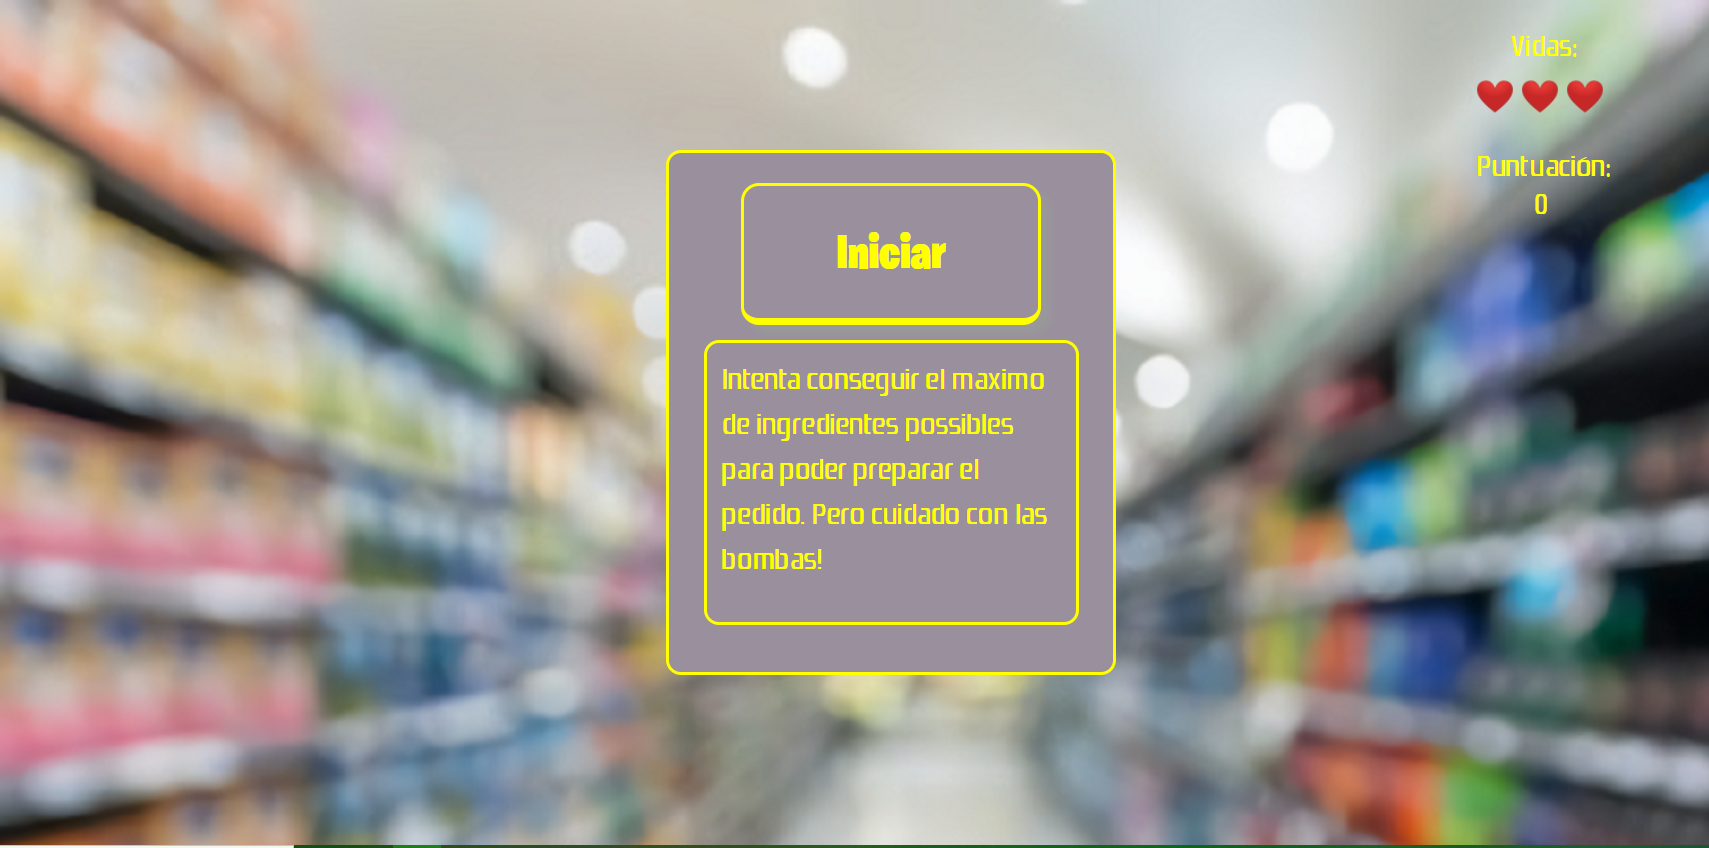 Vidas:
Puntuación:
0
Iniciar
Intenta conseguir el maximo
de ingredientes possibles
para poder preparar el
pedido. Pero cuidado con las
bombas!